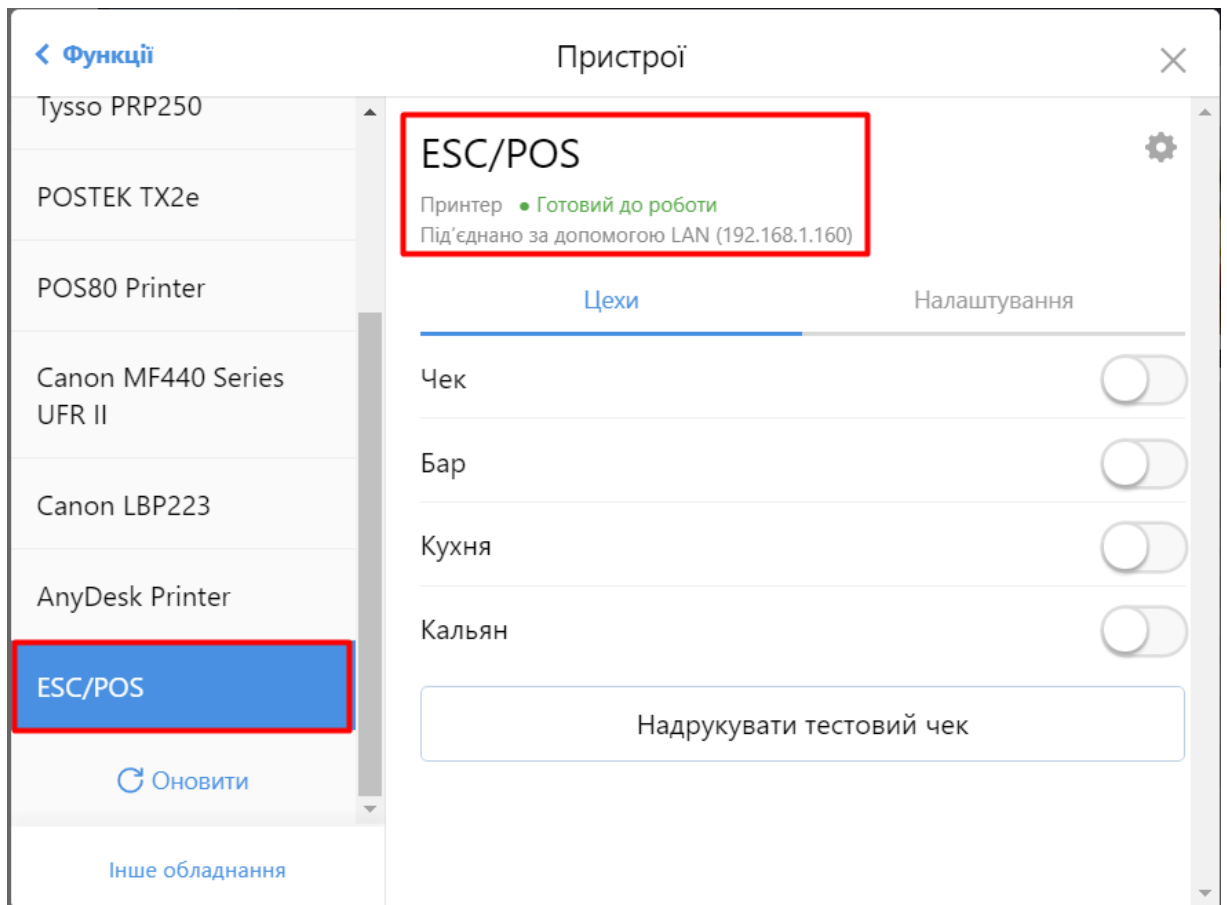 Функції
Пристрої
Tysso PRP250
POSTEK TX2e
POS80 Printer
Canon MF440 Series
UFR II
Canon LBP223
AnyDesk Printer
ESC/POS
Оновити
Інше обладнання
ESC/POS
Принтер ● Готовий до роботи
Під’єднано за допомогою LAN (192.168.1.160)
Цехи Налаштування
Чек
Бар
Кухня
Кальян
Надрукувати тестовий чек